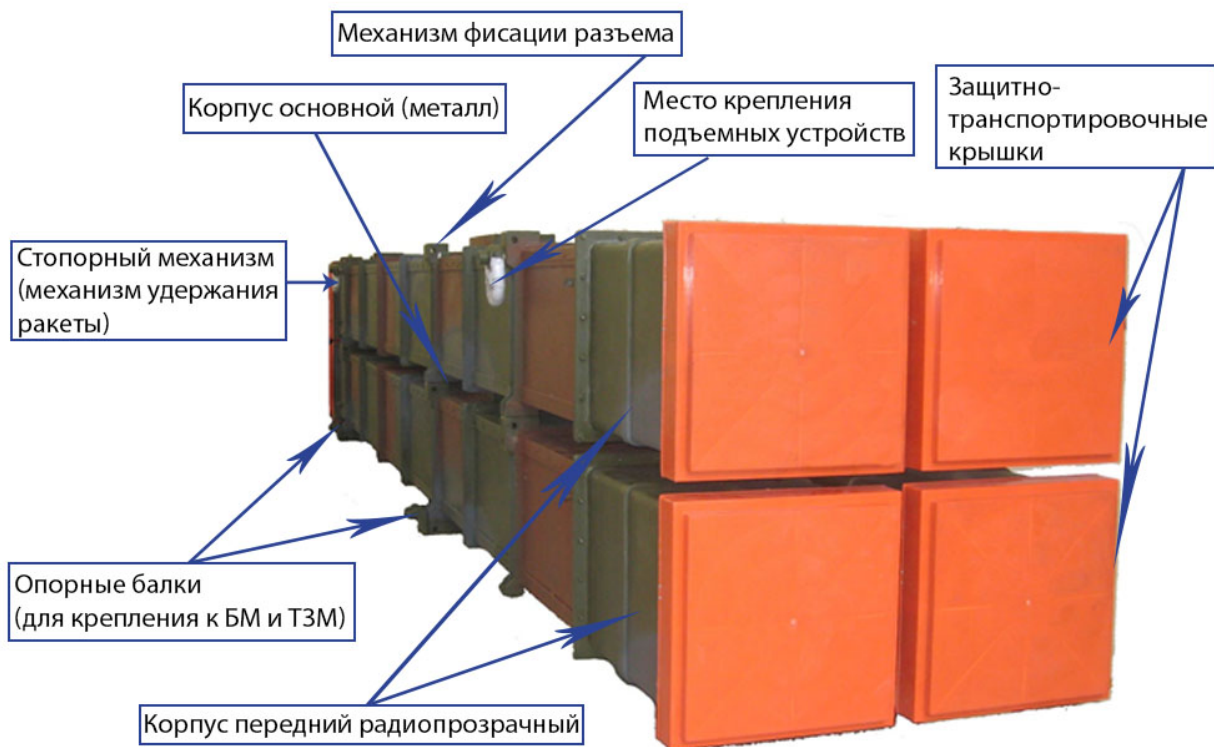 Механизм фисации разъема
Корпус основной (металл)
Место крепления
подъемных устройств
Защитно-
транспортировочные
крышки
Стопорный механизм
(механизм удержания
ракеты)
Опорные балки
(для крепления к БМ и ТЗМ)
Корпус передний радиопрозрачный